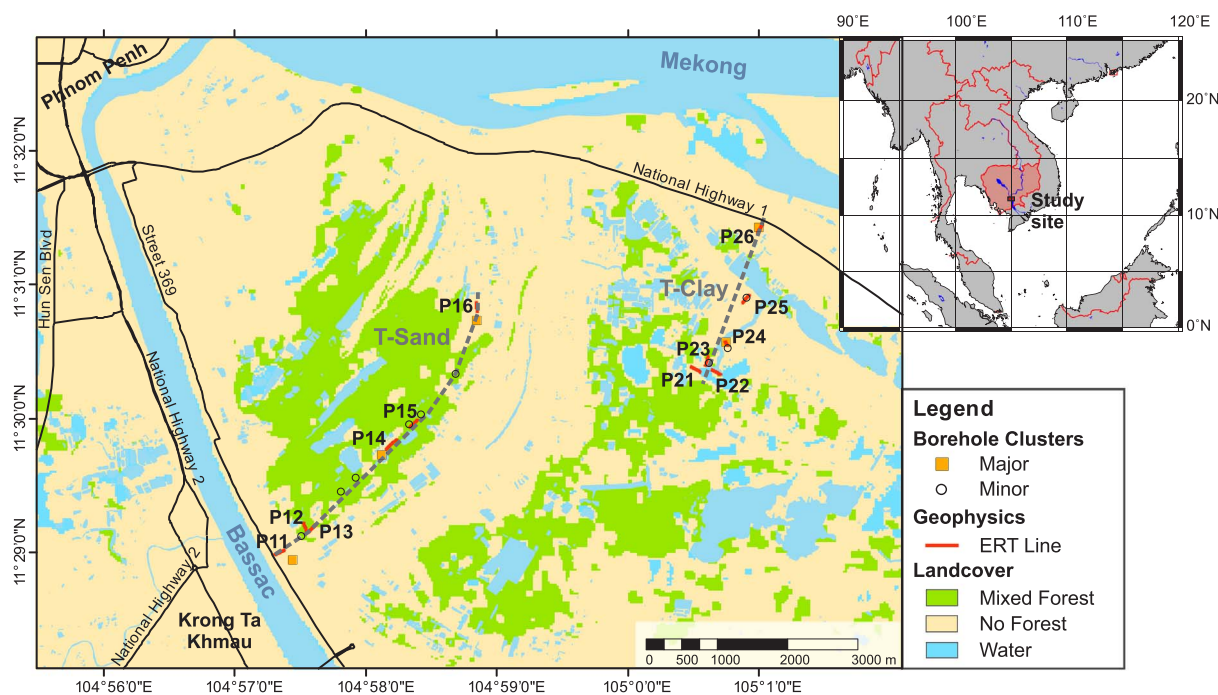 90°E
100°E
110°E
120°E
Phnom Penh
Mekong
20°N
11°32'0"N
National Highway 1
Study
site
10°N
P26
Hun Sen Blvd
Street 369
11°31'0"N
T-Clay
P16
P25
0°N
T-Sand
P24
P23
P21
P22
National Highway 2
11°30'0"N
P15
P14
Legend
Borehole Clusters
Major
Minor
P12
P13
P11
Geophysics
ERT Line
11°29'0"N
Bassac
Landcover
Mixed Forest
No Forest
Water
National Highway 2
Krong Ta
Khmau
0
500
1000
2000
3000 m
104°56'0"E
104°57'0"E
104°58'0"E
104°59'0"E
105°0'0"E
105°1'0"E